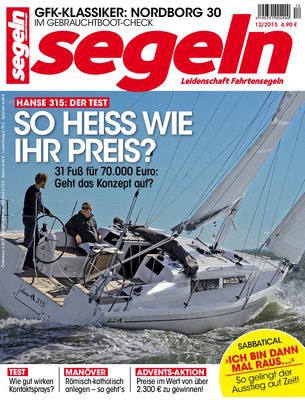 segeln
GFK-KLASSIKER: NORDBORG 30
IM GEBRAUCHTBOOT-CHECK
segeln
12/2015 4,90 €
Leidenschaft Fahrtensegeln
HANSE 315: DER TEST
SO HEISS WIE
IHR PREIS?
31 Fuß für 70.000 Euro:
Geht das Konzept auf?
315
SABBATICAL
„ICH BIN DANN
MAL RAUS...“
So gelingt der
Ausstieg auf Zeit!
TEST
Wie gut wirken
Kontaktsprays?
MANÖVER
Römisch-katholisch
anlegen – so geht's
ADVENTS-AKTION
Preise im Wert von über
2.300 € zu gewinnen!